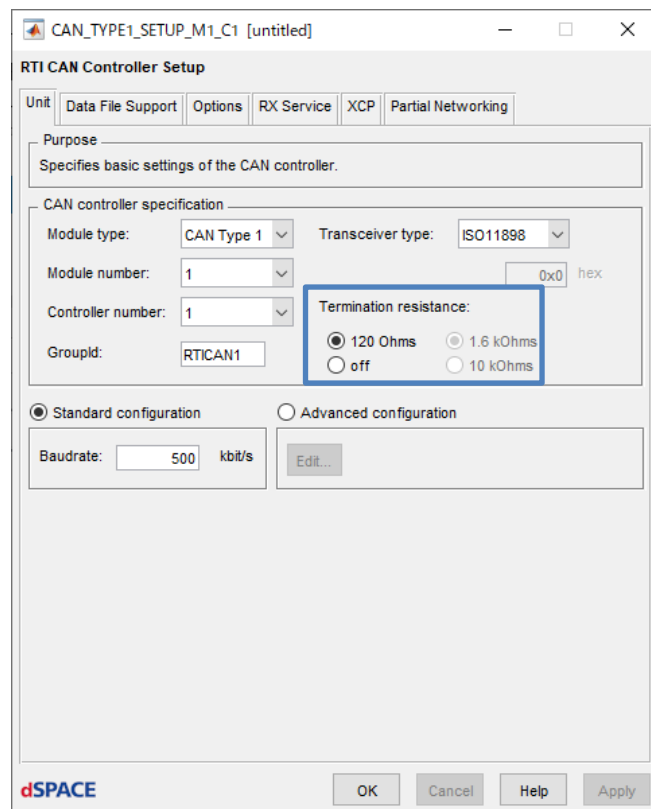 CAN_TYPE1_SETUP_M1_C1 [untitled]
RTI CAN Controller Setup
Unit Data File Support Options RX Service XCP Partial Networking
Purpose
Specifies basic settings of the CAN controller.
CAN controller specification
Module type: CAN Type 1 Transceiver type: ISO11898
Module number: 1 0x0 hex
Controller number: 1 Termination resistance:
120 Ohms 1.6 kOhms
GroupId: RTICAN1 off 10 kOhms
Standard configuration Advanced configuration
Baudrate: 500 kbit/s Edit...
dSPACE OK Cancel Help Apply